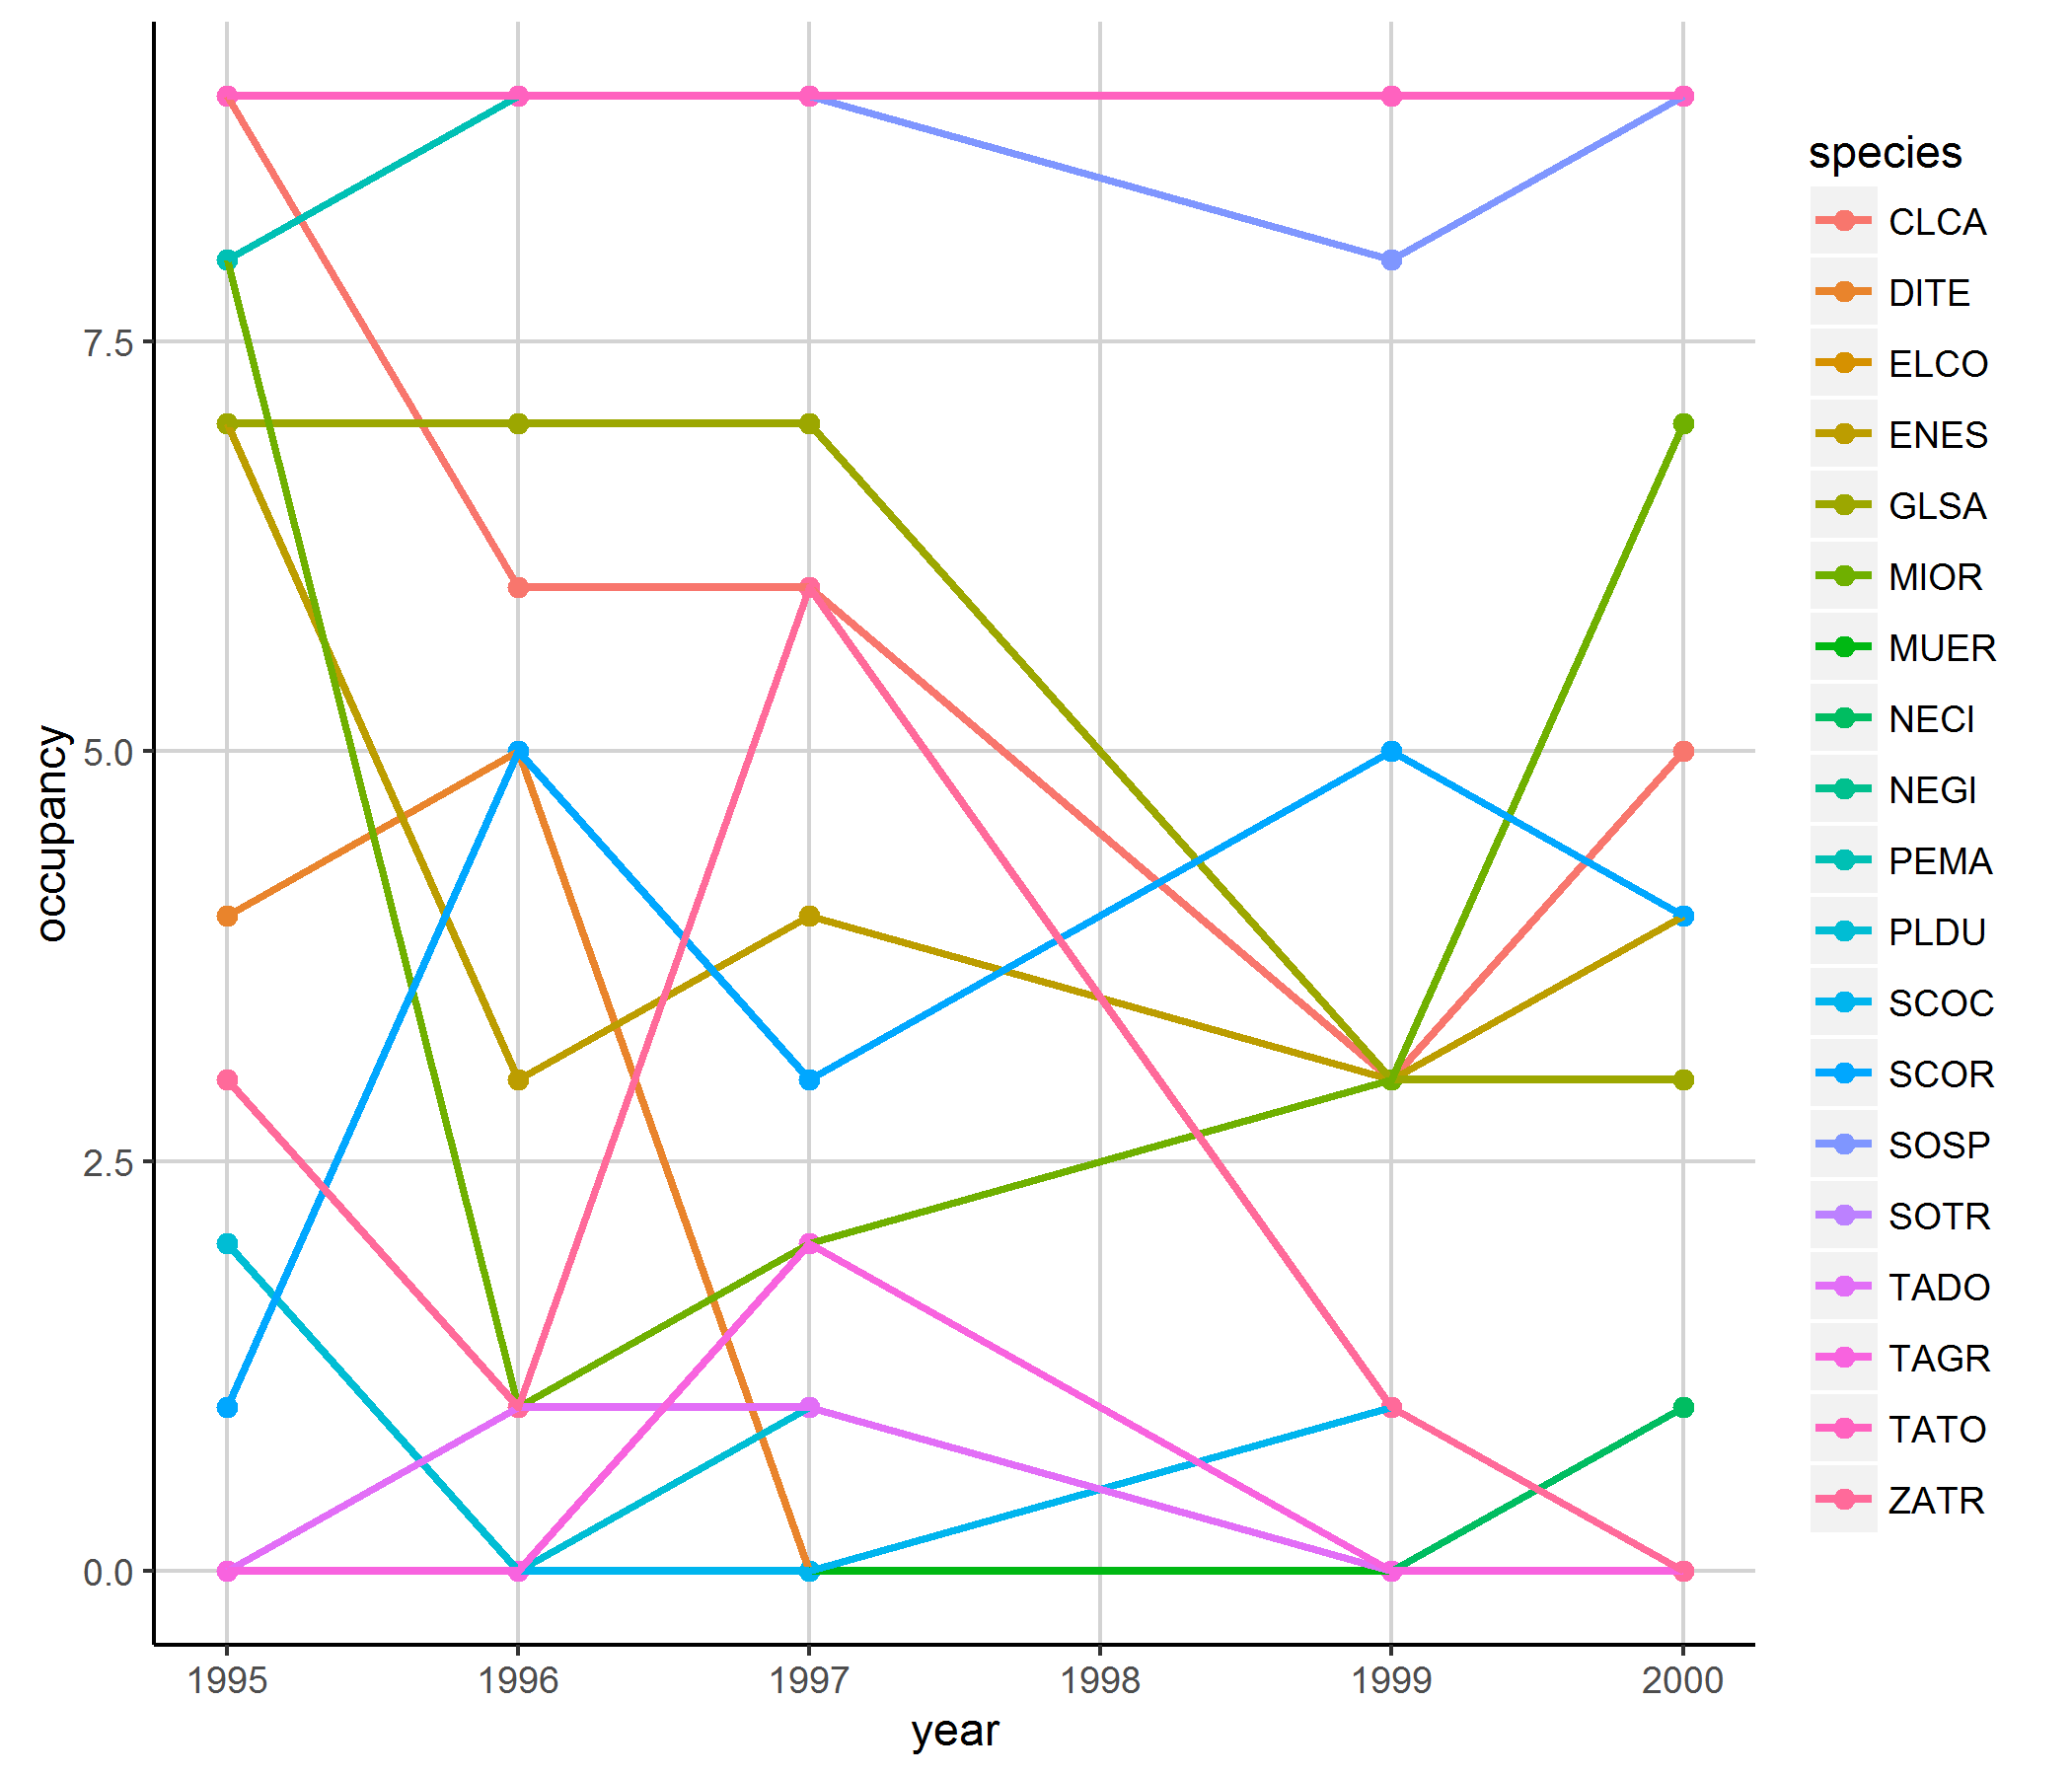 species
CLCA
DITE
ELCO
ENES
GLSA
MIOR
MUER
NECI
NEGI
PEMA
PLDU
SCOC
SCOR
SOSP
SOTR
TADO
TAGR
TATO
ZATR
7.5
5.0
2.5
0.0
occupancy
1995 1996 1997 1998 1999 2000
year